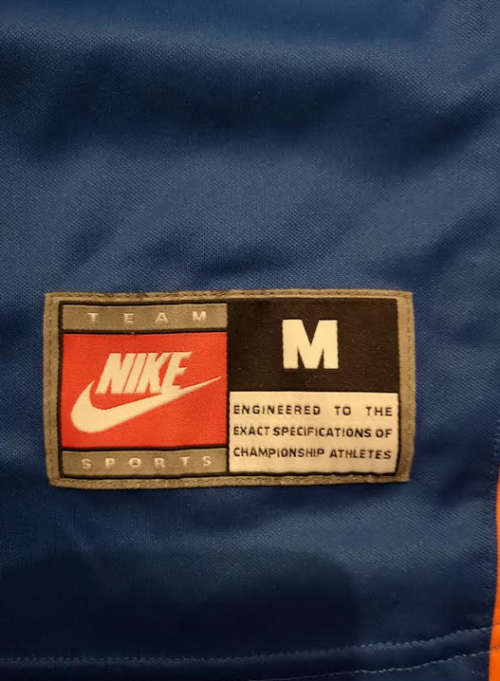 TEAM
NIKE
SPORTS
M
ENGINEERED TO THE
EXACT SPECIFICATIONS OF
CHAMPIONSHIP ATHLETES